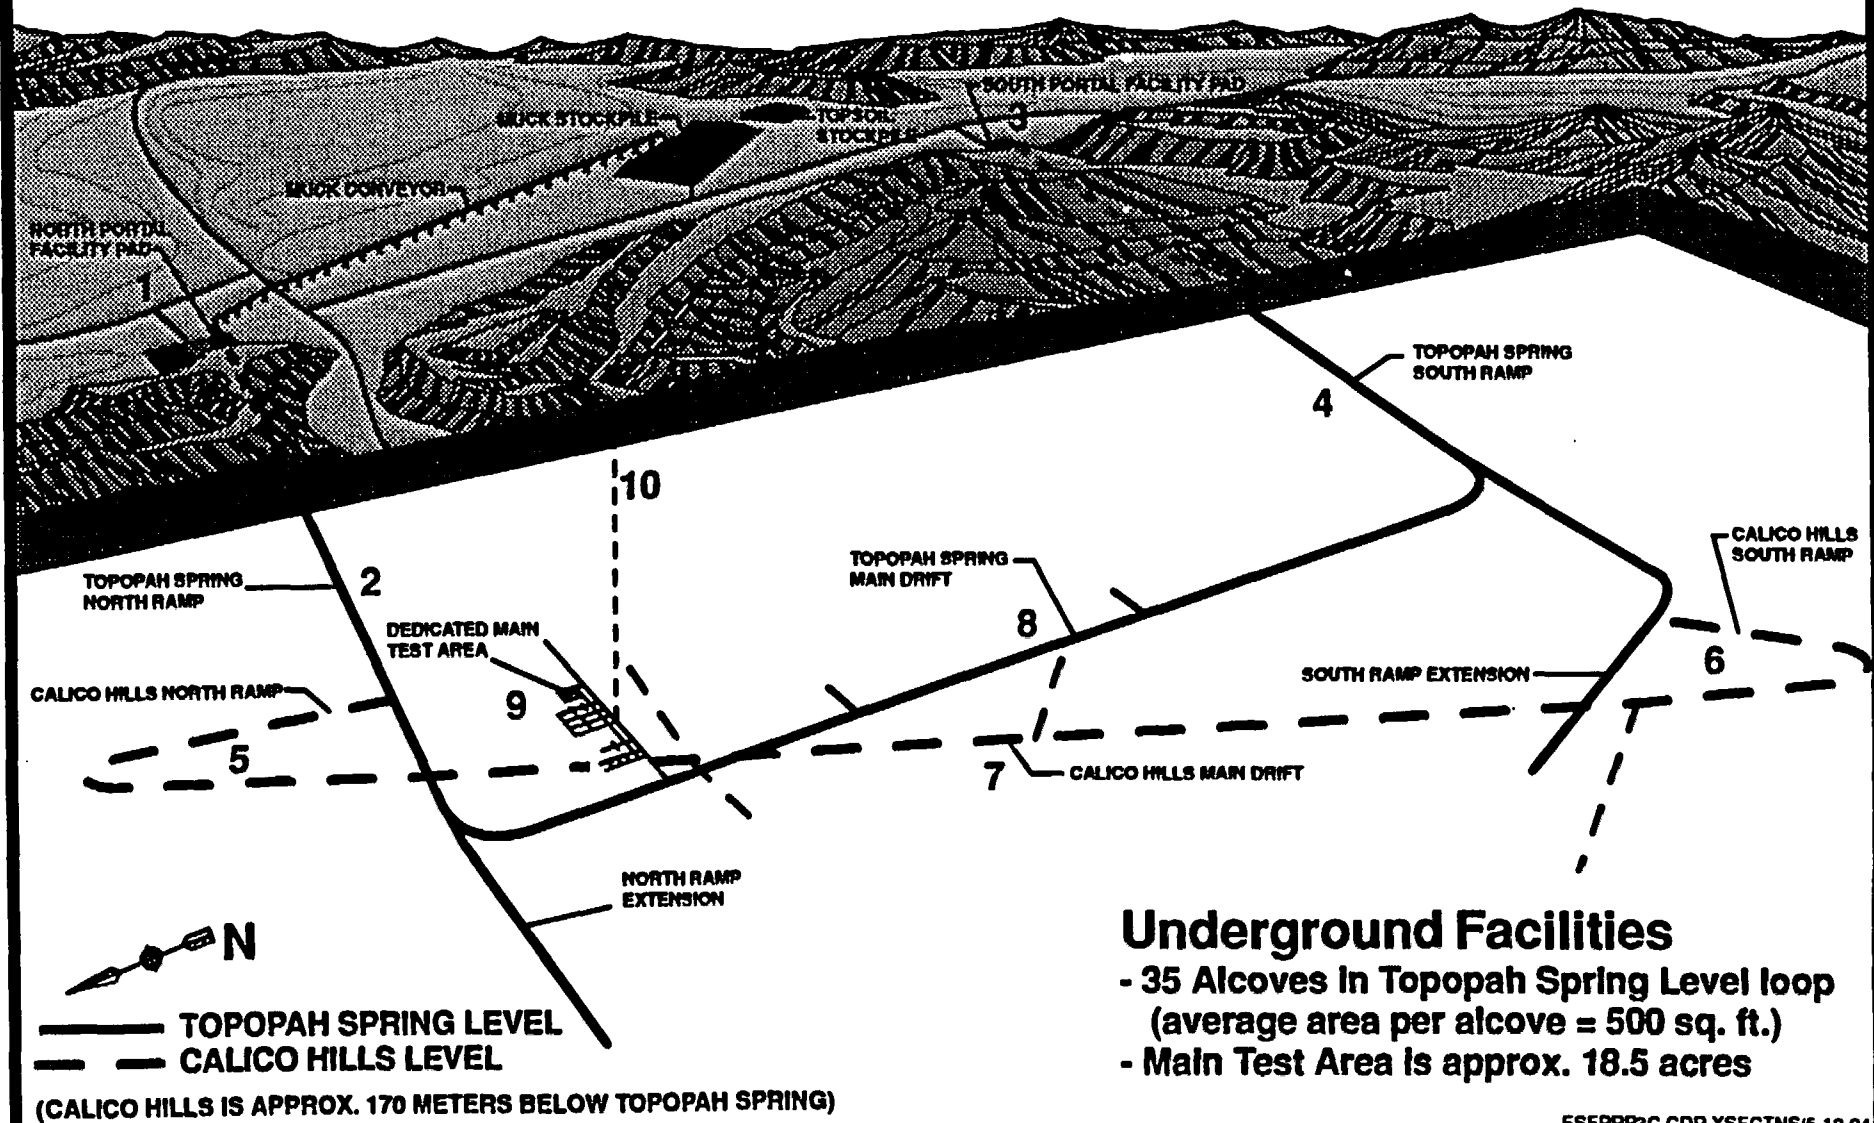 SOUTH PORTAL FACILITY PAD
3
MUCK STOCKPILE
TOPSOIL
STOCKPILE
MUCK CONVEYOR
NORTH PORTAL
FACILITY PAD
1
TOPOPAH SPRING
SOUTH RAMP
4
10
CALICO HILLS
SOUTH RAMP
TOPOPAH SPRING
MAIN DRIFT
TOPOPAH SPRING
NORTH RAMP
2
8
DEDICATED MAIN
TEST AREA
6
SOUTH RAMP EXTENSION
CALICO HILLS NORTH RAMP
9
5
7
CALICO HILLS MAIN DRIFT
NORTH RAMP
EXTENSION
N
TOPOPAH SPRING LEVEL
CALICO HILLS LEVEL
(CALICO HILLS IS APPROX. 170 METERS BELOW TOPOPAH SPRING)
Underground Facilities
- 35 Alcoves in Topopah Spring Level loop
(average area per alcove = 500 sq. ft.)
- Main Test Area is approx. 18.5 acres